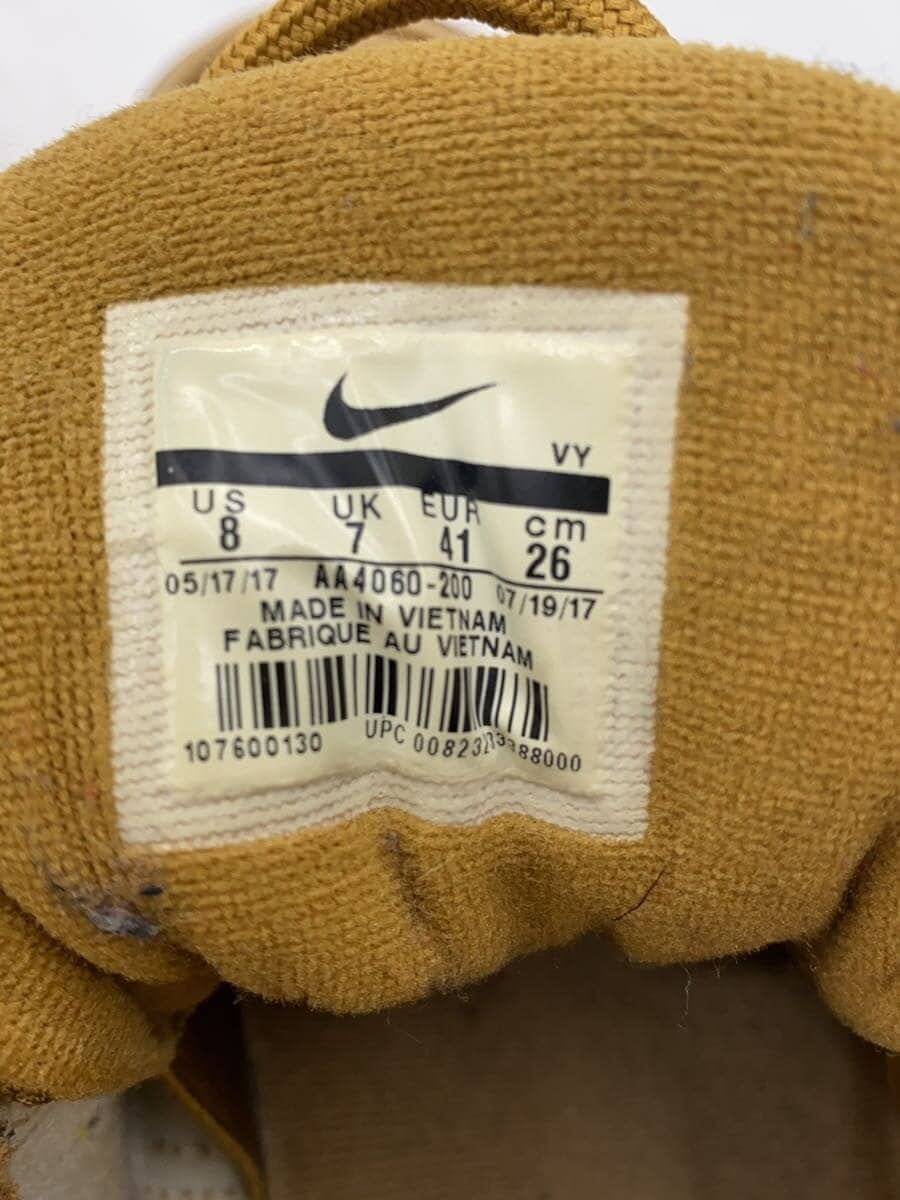 VY
US UK EUR cm
8 7 41 26
05/17/17 AA4060-200 07/19/17
MADE IN VIETNAM
FABRIQUE AU VIETNAM
107600130 UPC